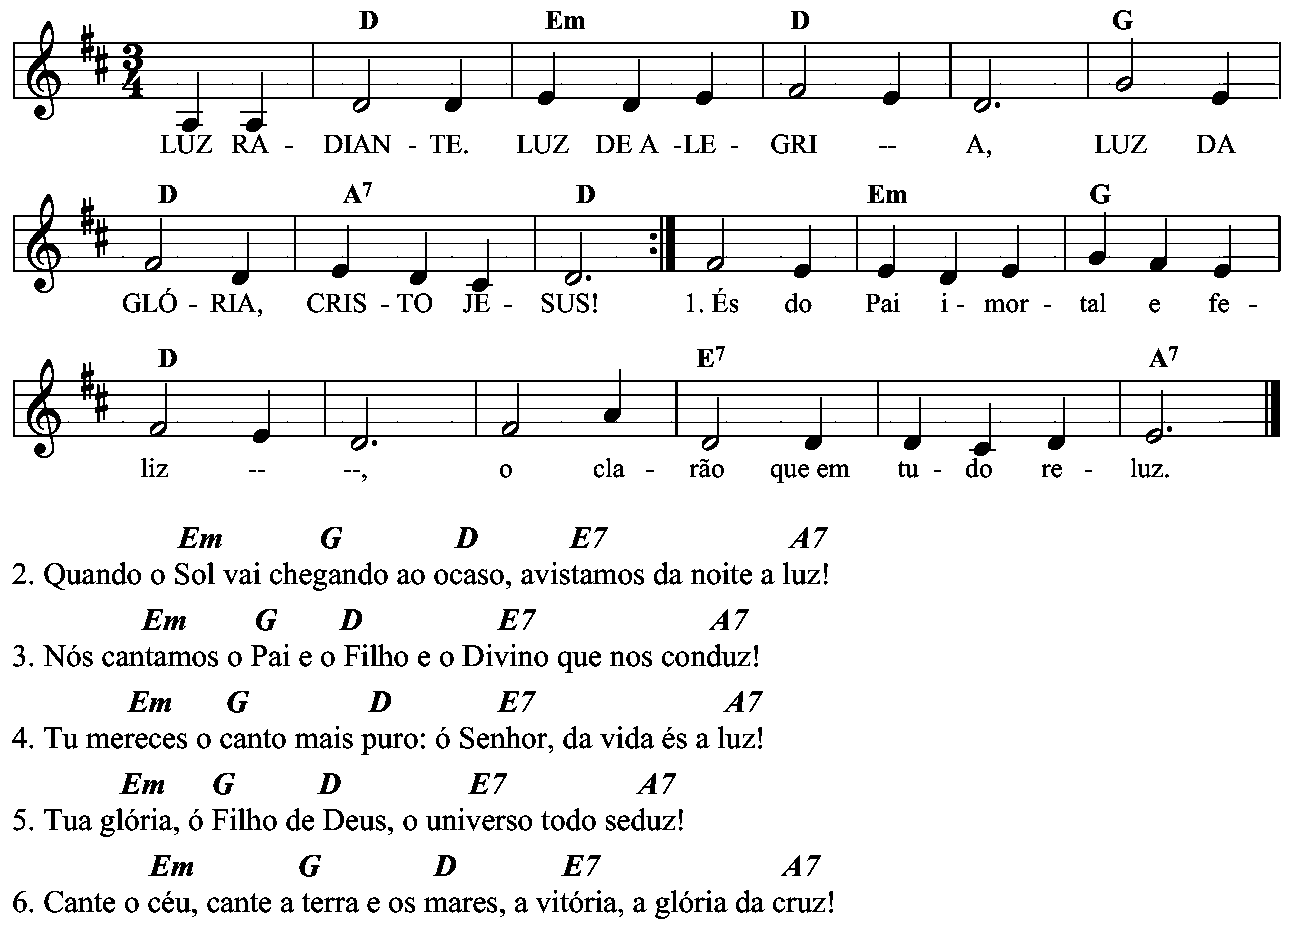 D Em D G
3
4
LUZ RA - DIAN - TE. LUZ DE A -LE - GRI -- A, LUZ DA
D A7 D Em G
GLÓ - RIA, CRIS - TO JE - SUS! 1. És do Pai i - mor - tal e fe -
D E7 A7
liz -- --, o cla - rão que em tu - do re - luz.
Em G D E7 A7
2. Quando o Sol vai chegando ao ocaso, avistamos da noite a luz!
Em G D E7 A7
3. Nós cantamos o Pai e o Filho e o Divino que nos conduz!
Em G D E7 A7
4. Tu mereces o canto mais puro: ó Senhor, da vida és a luz!
Em G D E7 A7
5. Tua glória, ó Filho de Deus, o universo todo seduz!
Em G D E7 A7
6. Cante o céu, cante a terra e os mares, a vitória, a glória da cruz!